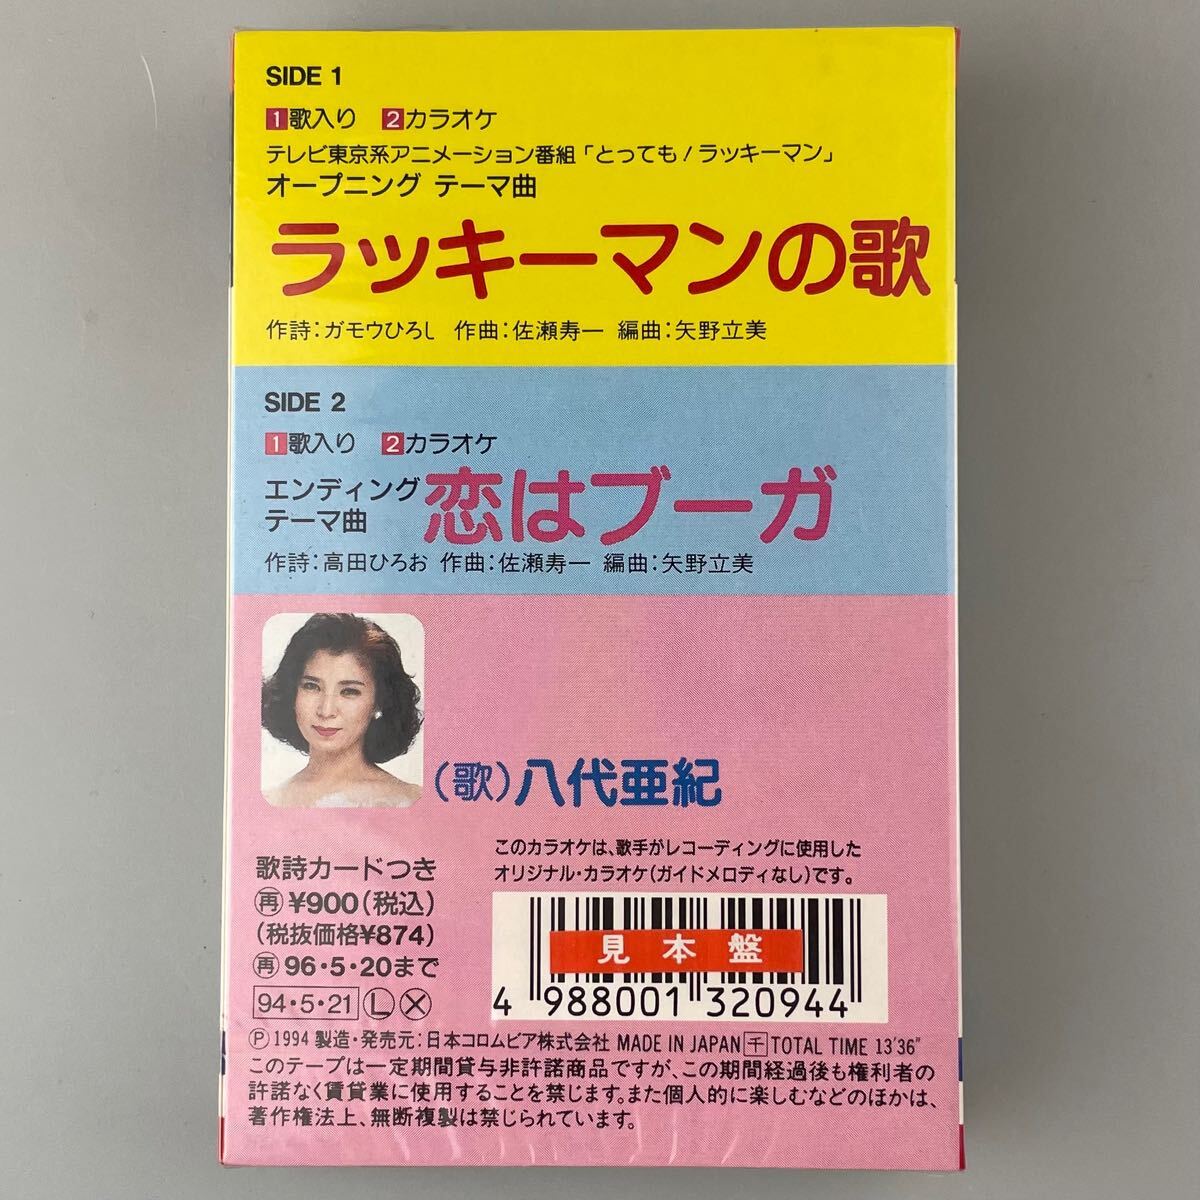 SIDE 1
1歌入り 2カラオケ
テレビ東京系アニメーション番組「とっても!ラッキーマン」
オープニング テーマ曲
ラッキーマンの歌
作詩:ガモウひろし 作曲:佐瀬寿一 編曲:矢野立美
SIDE 2
1歌入り 2カラオケ
エンディング
テーマ曲
恋はブーガ
作詩:高田ひろお 作曲:佐瀬寿一 編曲:矢野立美
(歌)八代亜紀
歌詩カードつき
㊢¥900(税込)
(税抜価格¥874)
再96・5・20まで
94・5・21 Ⓛ Ⓧ
このカラオケは、歌手がレコーディングに使用した
オリジナル・カラオケ(ガイドメロディなし)です。
見本盤
4 988001 320944
Ⓟ1994 製造・発売元:日本コロムビア株式会社 MADE IN JAPAN 千 TOTAL TIME 13'36"
このテープは一定期間貸与非許諾商品ですが、この期間経過後も権利者の
許諾なく賃貸業に使用することを禁じます。また個人的に楽しむなどのほかは、
著作権法上、無断複製は禁じられています。